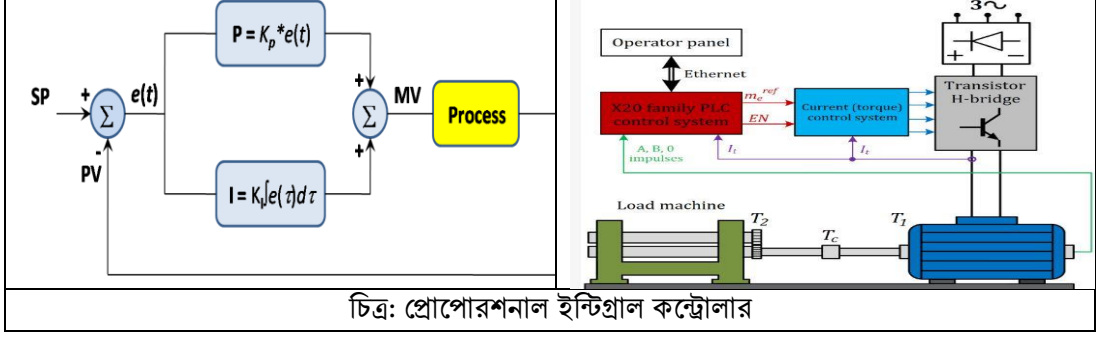 P = Kp*e(t)
SP
+
e(t)
Σ
-
PV
+
MV
Σ
+
Process
I = KI∫e(τ)dτ
3~
+
−
Operator panel
Ethernet
Transistor
H-bridge
X20 family PLC
control system
me^ref
EN
Current (torque)
control system
A, B, 0
impulses
It
It
Load machine
T2
Tc
T1
চিত্র: প্রোপোরশনাল ইন্টিগ্রাল কন্ট্রোলার